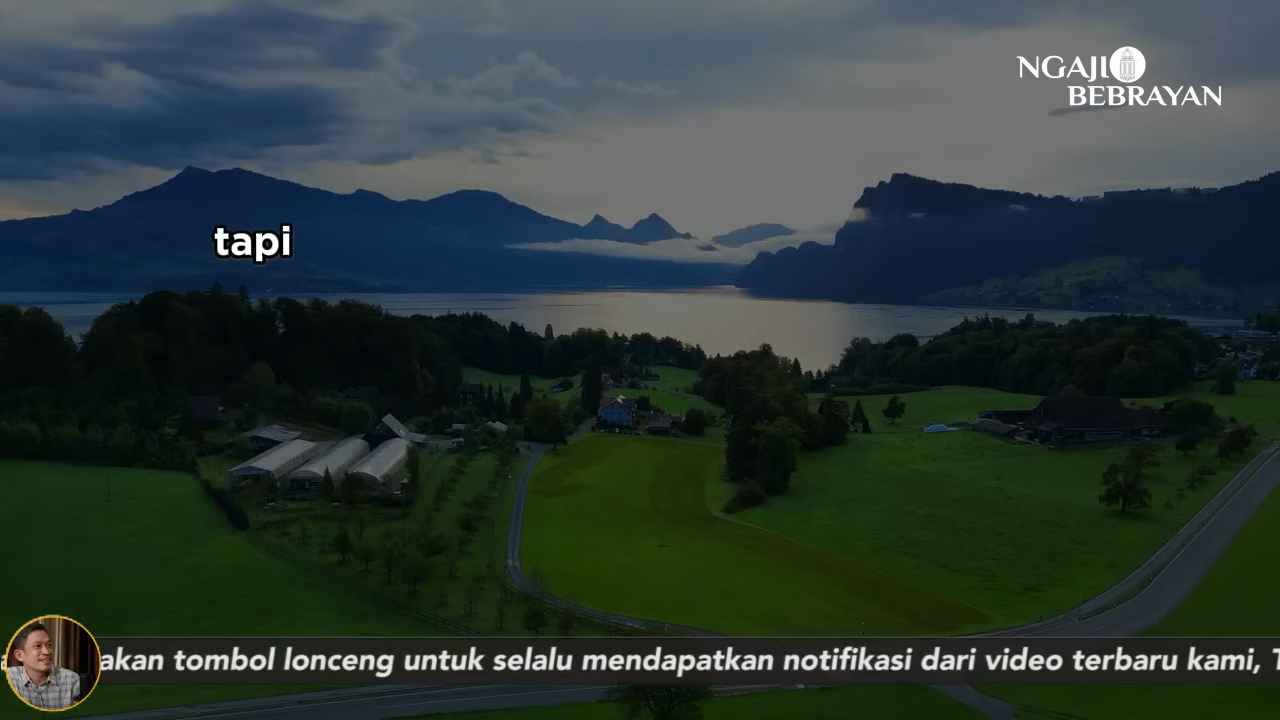 NGAJI
BEBRAYAN
tapi
akan tombol lonceng untuk selalu mendapatkan notifikasi dari video terbaru kami,